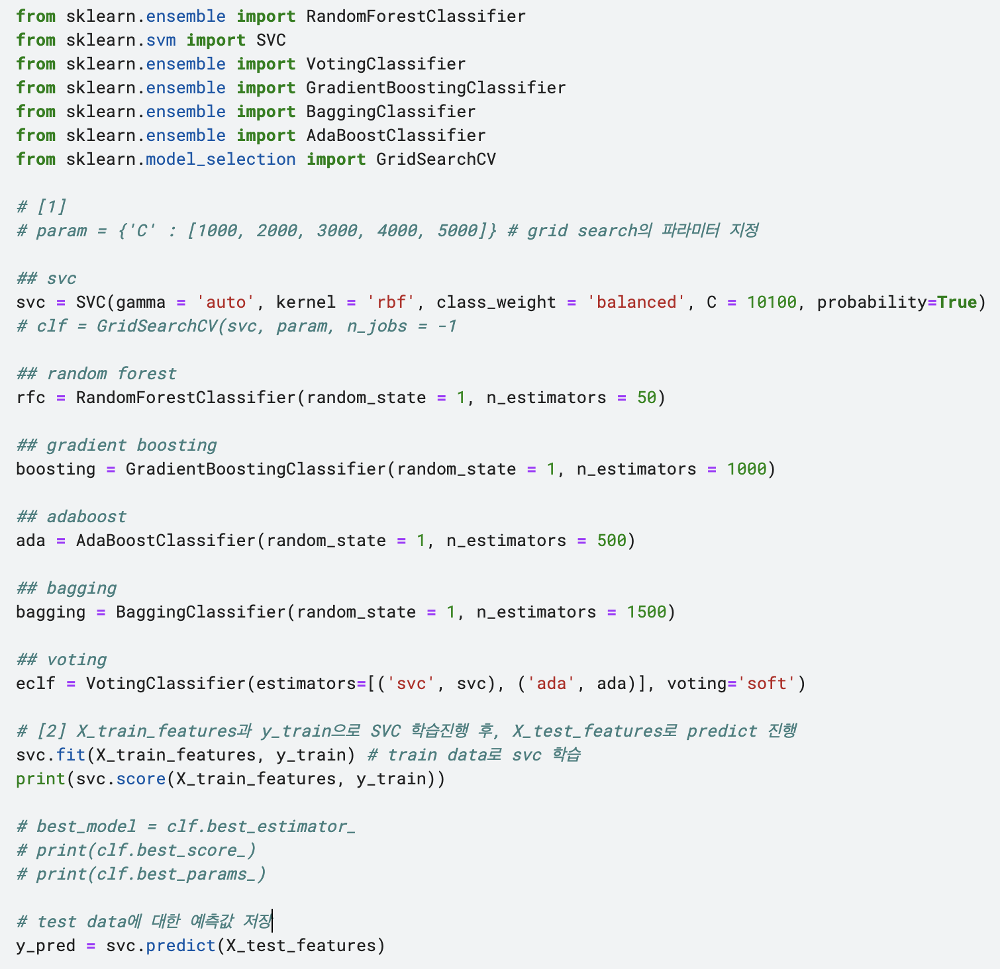 from sklearn.ensemble import RandomForestClassifier
from sklearn.svm import SVC
from sklearn.ensemble import VotingClassifier
from sklearn.ensemble import GradientBoostingClassifier
from sklearn.ensemble import BaggingClassifier
from sklearn.ensemble import AdaBoostClassifier
from sklearn.model_selection import GridSearchCV
# [1]
# param = {'C' : [1000, 2000, 3000, 4000, 5000]} # grid search의 파라미터 지정
## svc
svc = SVC(gamma = 'auto', kernel = 'rbf', class_weight = 'balanced', C = 10100, probability=True)
# clf = GridSearchCV(svc, param, n_jobs = -1
## random forest
rfc = RandomForestClassifier(random_state = 1, n_estimators = 50)
## gradient boosting
boosting = GradientBoostingClassifier(random_state = 1, n_estimators = 1000)
## adaboost
ada = AdaBoostClassifier(random_state = 1, n_estimators = 500)
## bagging
bagging = BaggingClassifier(random_state = 1, n_estimators = 1500)
## voting
eclf = VotingClassifier(estimators=[('svc', svc), ('ada', ada)], voting='soft')
# [2] X_train_features과 y_train으로 SVC 학습진행 후, X_test_features로 predict 진행
svc.fit(X_train_features, y_train) # train data로 svc 학습
print(svc.score(X_train_features, y_train))
# best_model = clf.best_estimator_
# print(clf.best_score_)
# print(clf.best_params_)
# test data에 대한 예측값 저장
y_pred = svc.predict(X_test_features)